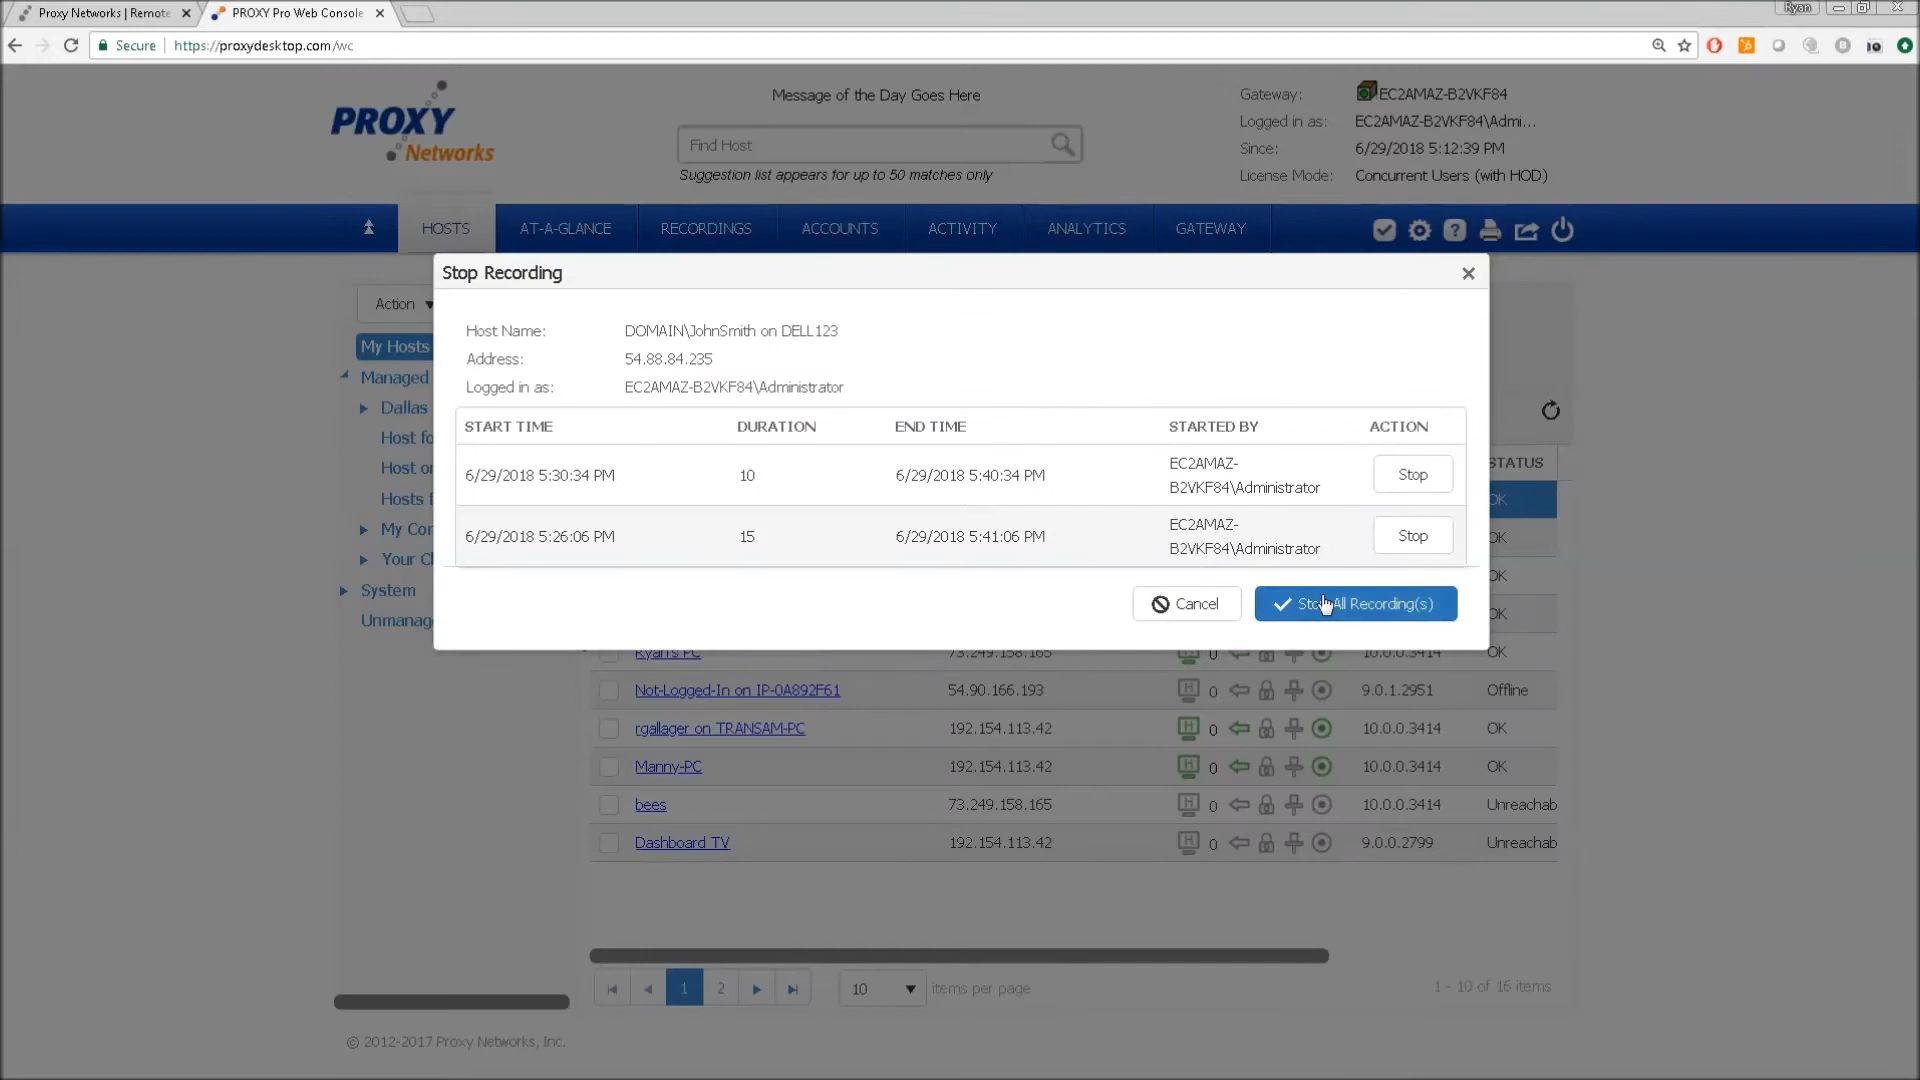 Proxy Networks | Remote
PROXY Pro Web Console
Ryan
Secure
https://proxydesktop.com/wc
PROXY
Networks
Message of the Day Goes Here
Find Host
Suggestion list appears for up to 50 matches only
Gateway: EC2AMAZ-B2VKF84
Logged in as: EC2AMAZ-B2VKF84\Admi...
Since: 6/29/2018 5:12:39 PM
License Mode: Concurrent Users (with HOD)
HOSTS AT-A-GLANCE RECORDINGS ACCOUNTS ACTIVITY ANALYTICS GATEWAY
Action
My Hosts
Managed
Dallas
Host
Host
Hosts
My
Your
System
Stop Recording
Host Name: DOMAIN\JohnSmith on DELL123
Address: 54.88.84.235
Logged in as: EC2AMAZ-B2VKF84\Administrator
START TIME DURATION END TIME STARTED BY ACTION
6/29/2018 5:30:34 PM 10 6/29/2018 5:40:34 PM EC2AMAZ-
B2VKF84\Administrator Stop
6/29/2018 5:26:06 PM 15 6/29/2018 5:41:06 PM EC2AMAZ-
B2VKF84\Administrator Stop
Cancel All Recording(s)
STATUS
OK
OK
OK
OK
Ryan's PC 73.249.158.165 0 10.0.0.3414 OK
Not-Logged-In on IP-0A892F61 54.90.166.193 0 9.0.1.2951 Offline
rgallager on TRANSAM-PC 192.154.113.42 0 10.0.0.3414 OK
Manny-PC 192.154.113.42 0 10.0.0.3414 OK
bees 73.249.158.165 0 10.0.0.3414 Unreachab
Dashboard TV 192.154.113.42 0 9.0.0.2799 Unreachab
1 2 10 items per page
1 - 10 of 16 items
© 2012-2017 Proxy Networks, Inc.